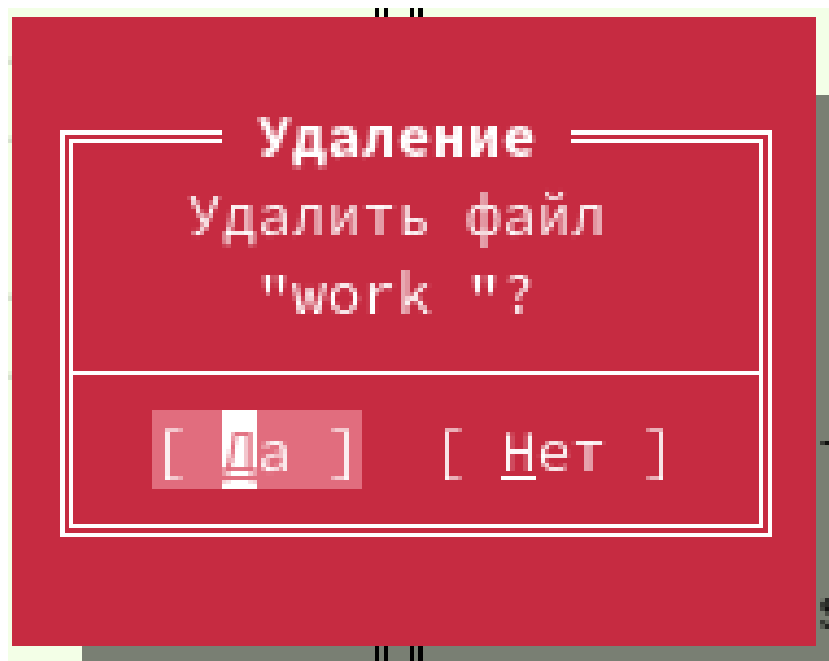 Удаление
Удалить файл
"work "?
[ Да ] [ Нет ]